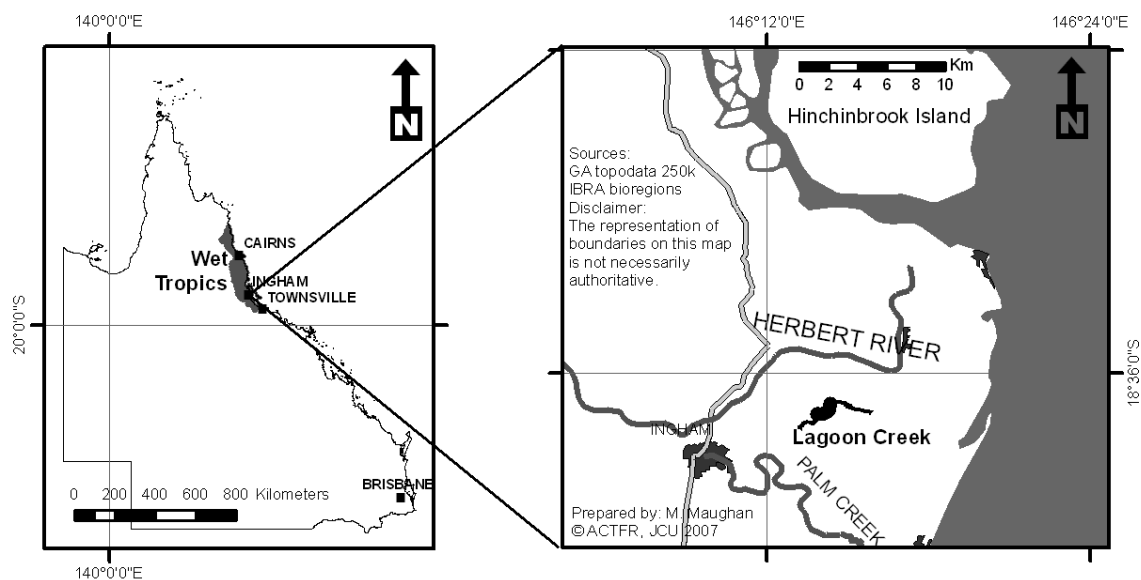 140°0'0"E
N
CAIRNS
Wet
Tropics
INGHAM
TOWNSVILLE
20°0'0"S
BRISBANE
0 200 400 600 800 Kilometers
140°0'0"E
146°12'0"E
146°24'0"E
Km
0 2 4 6 8 10
Hinchinbrook Island
N
Sources:
GA topodata 250k
IBRA bioregions
Disclaimer:
The representation of
boundaries on this map
is not necessarily
authoritative.
HERBERT RIVER
18°36'0"S
INGHAM
Lagoon Creek
PALM CREEK
Prepared by: M. Maughan
© ACTFR, JCU 2007